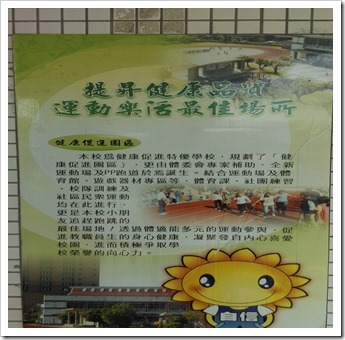 提昇健康品質
運動樂活最佳場所
健康促進園區
本校為健康促進特優學校，規劃了「健
康促進園區」，更由體委會專案補助，全新
運動場及PP跑道於焉誕生。結合運動場及體
育館、遊戲器材專區等，體育課、社團練習
、校隊訓練及
社區民眾運動
均在此進行，
更是本校小朋
友追趕跑跳的
最佳場地，透過體適能多元的運動參與，促
進教職員生的身心健康，凝聚發自內心喜愛
校園，進而積極爭取學
校榮譽的向心力。
自信